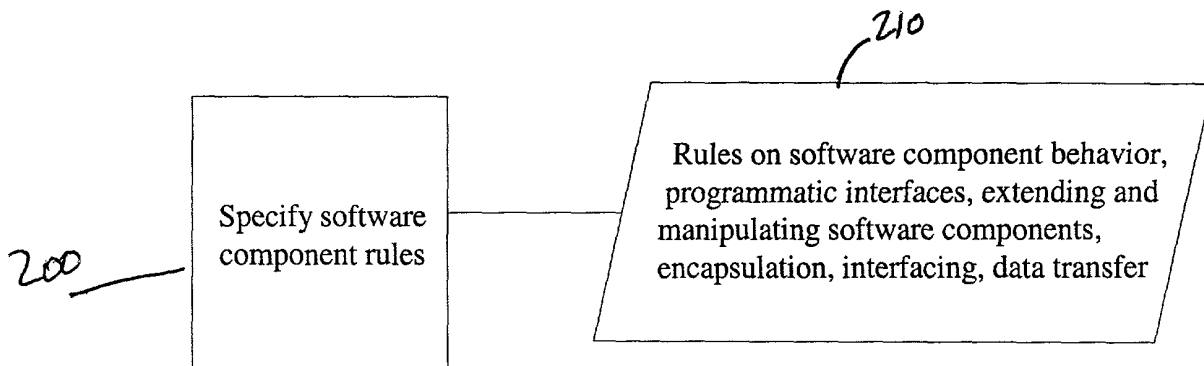 210
Rules on software component behavior,
programmatic interfaces, extending and
manipulating software components,
encapsulation, interfacing, data transfer
Specify software
component rules
200